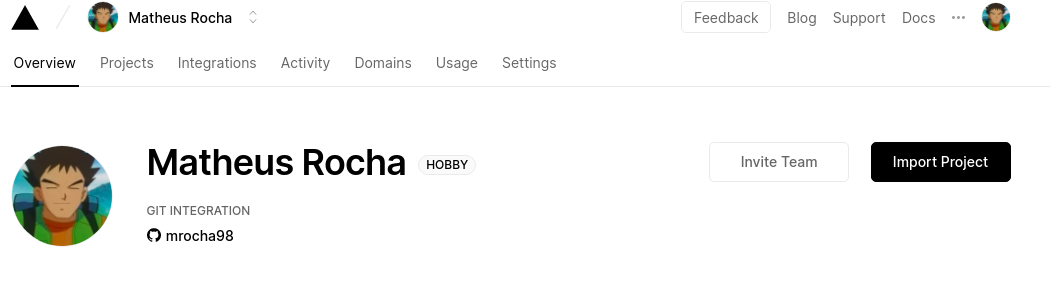 Matheus Rocha Feedback Blog Support Docs
Overview Projects Integrations Activity Domains Usage Settings
Matheus Rocha HOBBY Invite Team Import Project
GIT INTEGRATION
mrocha98